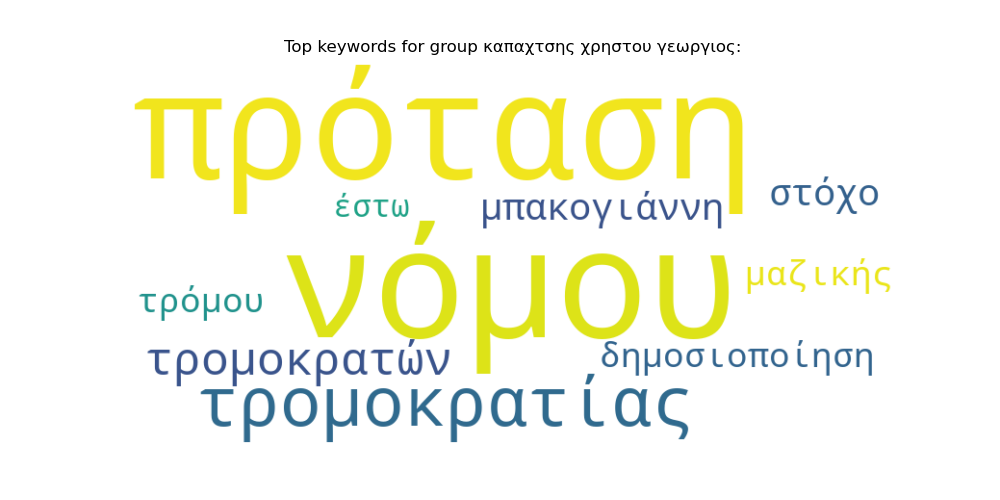 Top keywords for group καπαχτσης χρηστου γεωργιος:
πρόταση
έστω μπακογιάννη στόχο
νόμου
μαζικής
τρόμου
τρομοκρατών δημοσιοποίηση
τρομοκρατίας